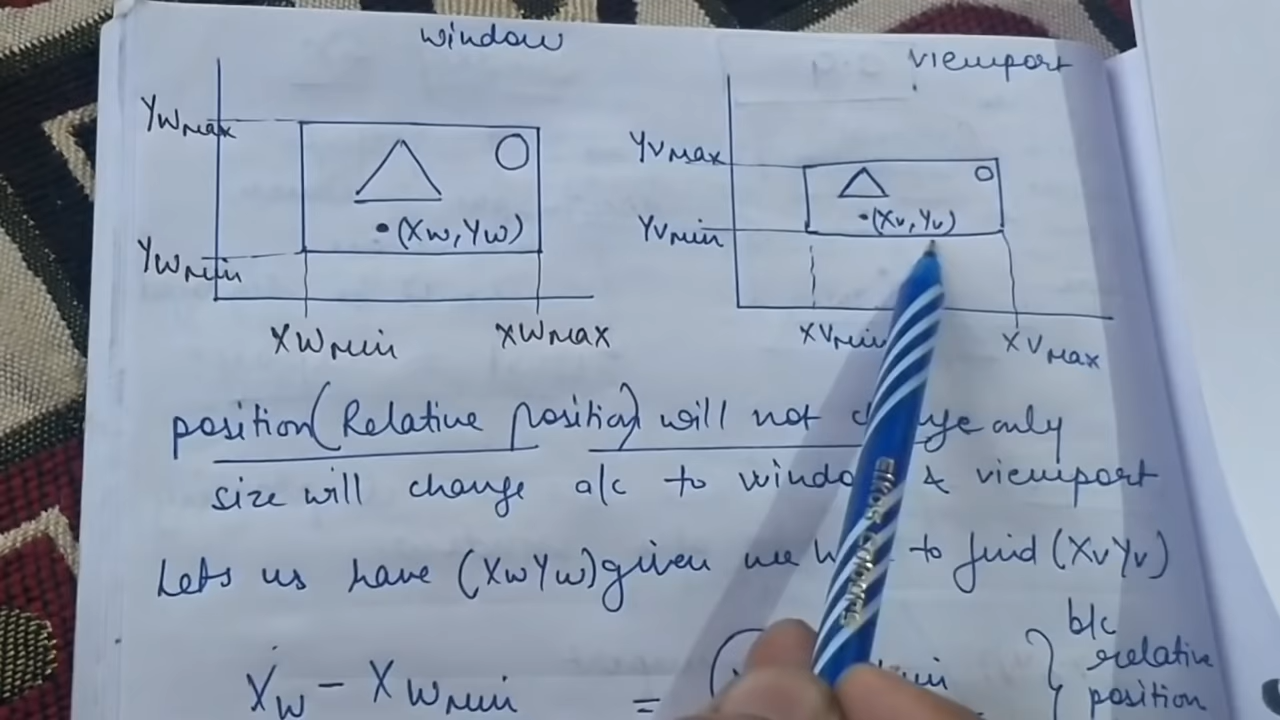 window
viewport
YWmax
YVmax
(Xw,Yw)
(Xv,Yv)
YVmin
YWmin
XWmin
XWmax
XVmin
XVmax
position(Relative position) will not only
size will change a/c to & viewport
Lets us have (XwYw)given we to find (XvYv)
b/c
relative
position
Xw - XWmin =